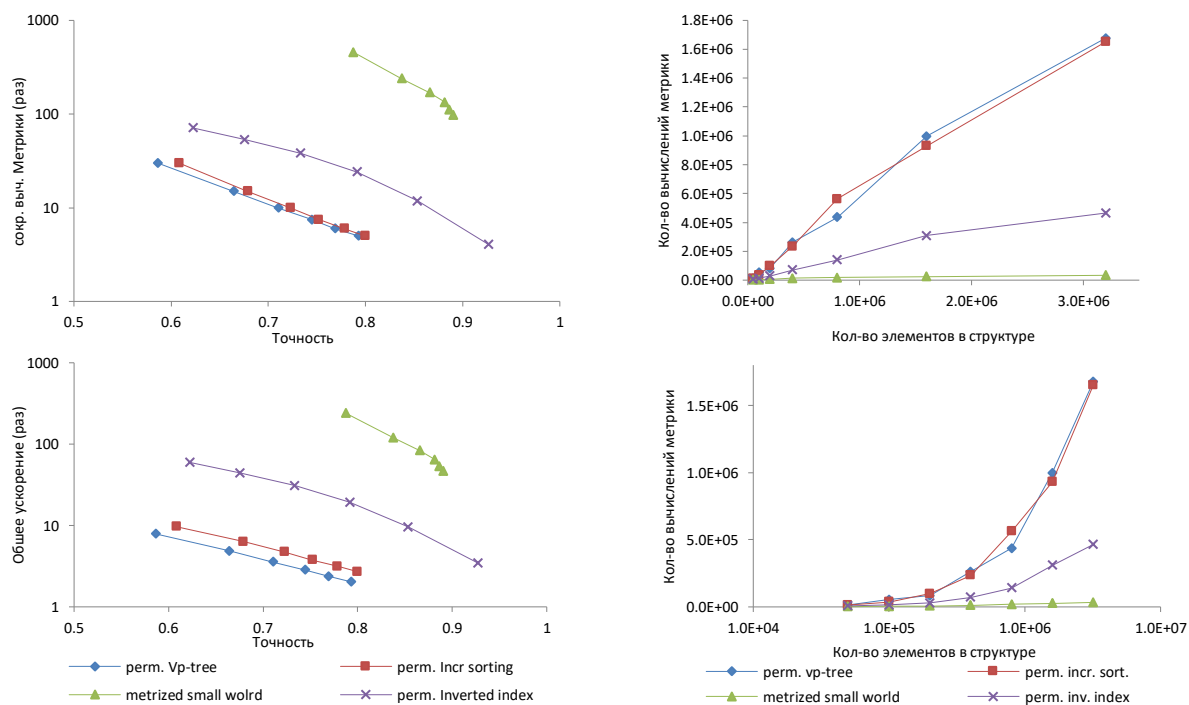 1000
100
10
1
0.5
0.6
0.7
0.8
0.9
1
сокр. выч. Метрики (раз)
Точность
1.8E+06
1.6E+06
1.4E+06
1.2E+06
1.0E+06
8.0E+05
6.0E+05
4.0E+05
2.0E+05
0.0E+00
0.0E+00
1.0E+06
2.0E+06
3.0E+06
Кол-во вычислений метрики
Кол-во элементов в структуре
1000
100
10
1
0.5
0.6
0.7
0.8
0.9
1
Общее ускорение (раз)
Точность
perm. Vp-tree
perm. Incr sorting
metrized small wolrd
perm. Inverted index
1.5E+06
1.0E+06
5.0E+05
0.0E+00
1.0E+04
1.0E+05
1.0E+06
1.0E+07
Кол-во вычислений метрики
Кол-во элементов в структуре
perm. vp-tree
perm. incr. sort.
metrized small world
perm. inv. index